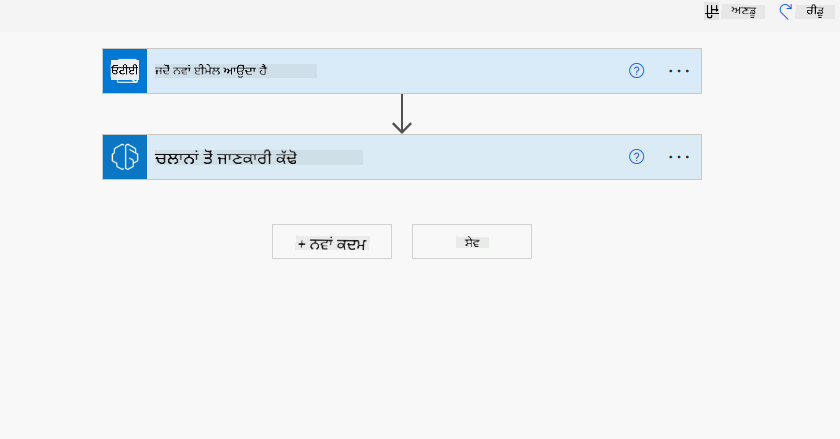 ਅਣਡੂ
ਰੀਡੂ
ਓਟੀਈ
ਜਦੋਂ ਨਵਾਂ ਈਮੇਲ ਆਉਂਦਾ ਹੈ
ਚਲਾਨਾਂ ਤੋਂ ਜਾਣਕਾਰੀ ਕੱਢੋ
+ ਨਵਾਂ ਕਦਮ
ਸੇਵ